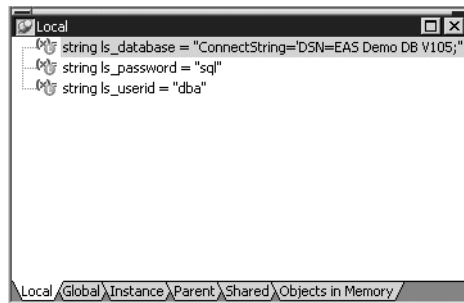 Local
string ls_database = "ConnectString='DSN=EAS Demo DB V105;"
string ls_password = "sql"
string ls_userid = "dba"
Local Global Instance Parent Shared Objects in Memory